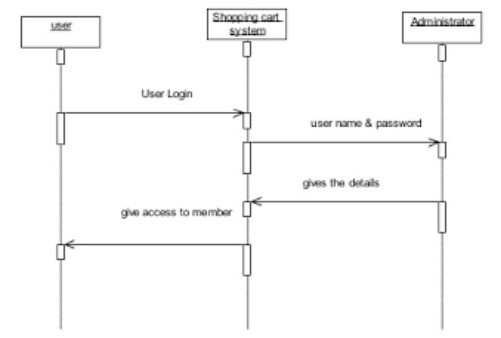 user
Shopping cart
system
Administrator
User Login
user name & password
gives the details
give access to member